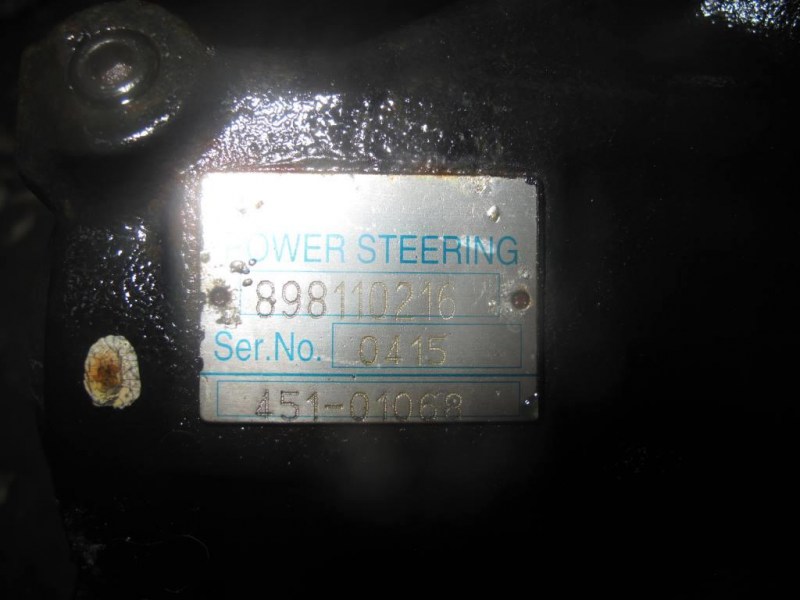 POWER STEERING
898110216
Ser.No. 0415
451-01068